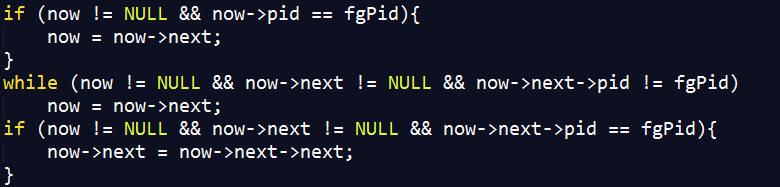 if (now != NULL && now->pid == fgPid){
    now = now->next;
}
while (now != NULL && now->next != NULL && now->next->pid != fgPid)
    now = now->next;
if (now != NULL && now->next != NULL && now->next->pid == fgPid){
    now->next = now->next->next;
}